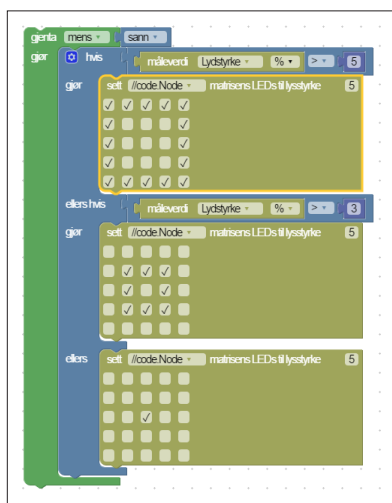 gjenta mens sann
gjør hvis måleverdi Lydstyrke % > 5
gjør sett //code.Node matrisens LEDs til lysstyrke 5
ellers hvis måleverdi Lydstyrke % > 3
gjør sett //code.Node matrisens LEDs til lysstyrke 5
ellers sett //code.Node matrisens LEDs til lysstyrke 5